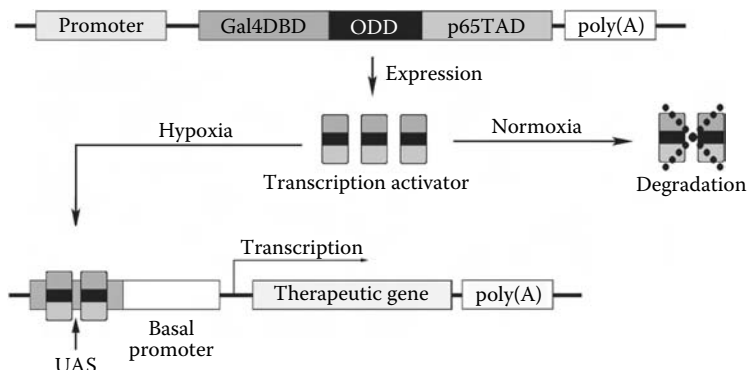 Promoter Gal4DBD ODD p65TAD poly(A)
Expression
Hypoxia Normoxia
Transcription activator Degradation
Transcription
Therapeutic gene poly(A)
Basal
promoter
UAS